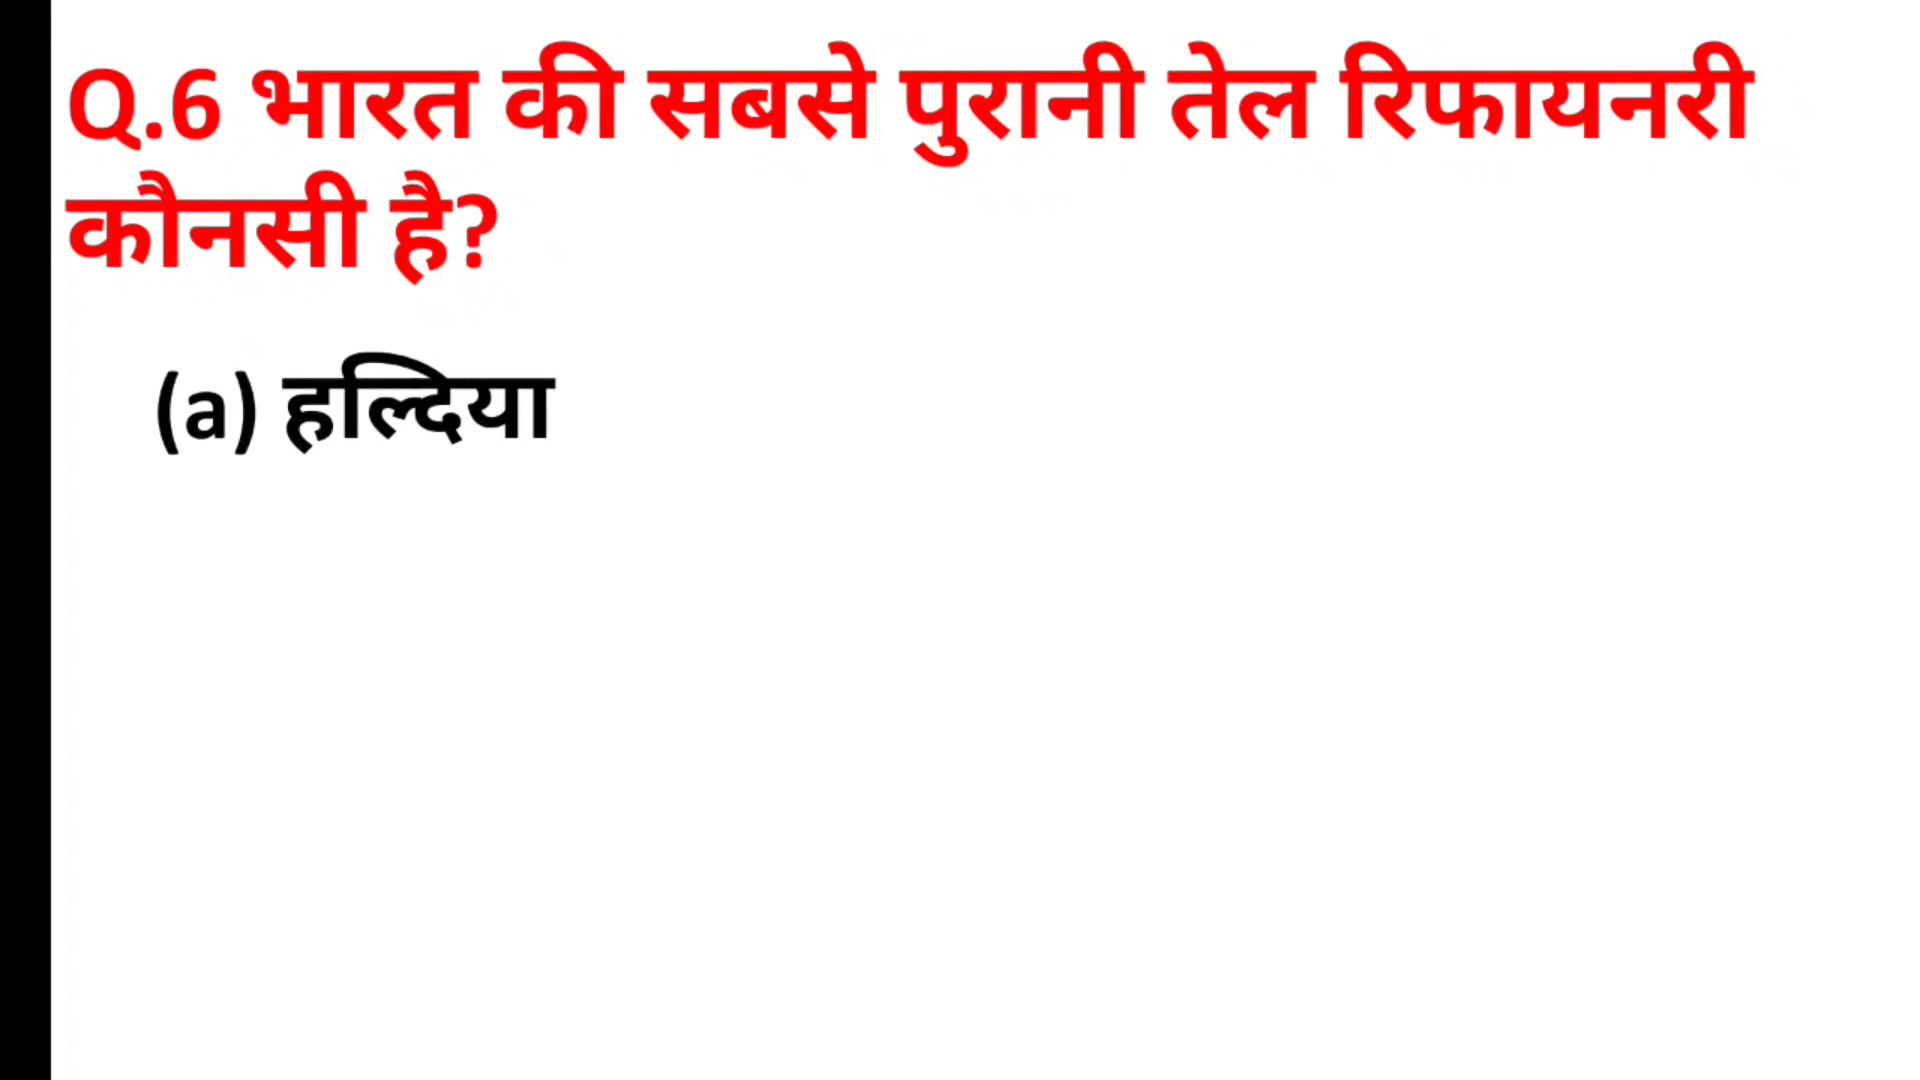 Q.6 भारत की सबसे पुरानी तेल रिफायनरी
कौनसी है?
(a) हल्दिया